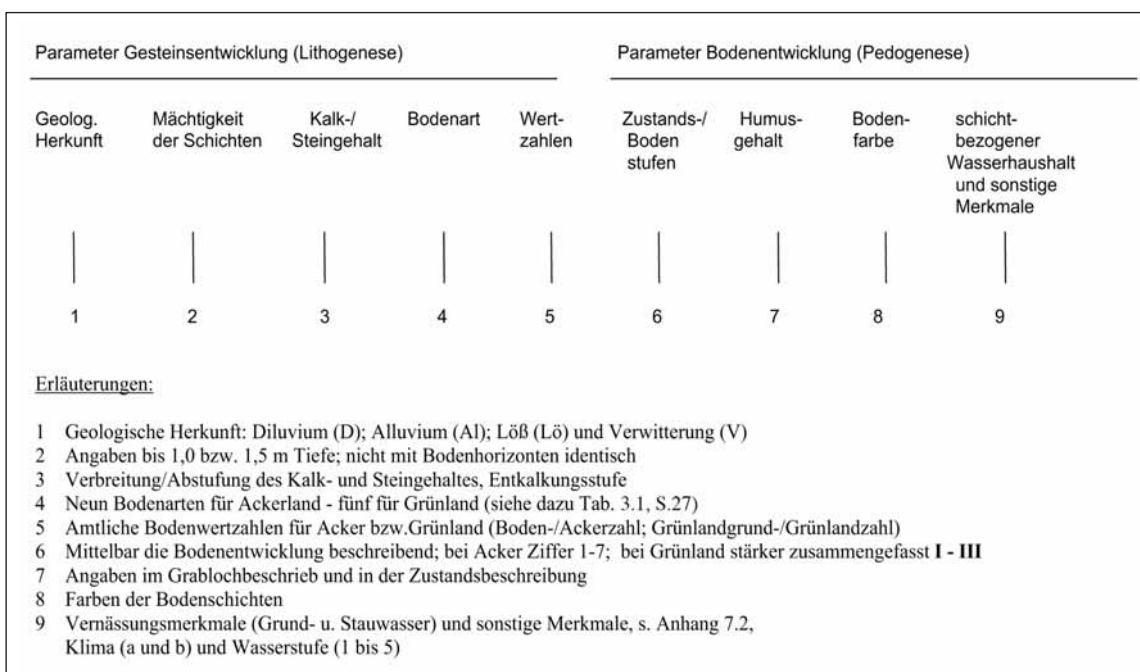 Parameter Gesteinsentwicklung (Lithogenese)
Parameter Bodenentwicklung (Pedogenese)
Geolog.
Herkunft
Mächtigkeit
der Schichten
Kalk-/
Steingehalt
Bodenart
Wert-
zahlen
Zustands-/
Boden
stufen
Humus-
gehalt
Boden-
farbe
schicht-
bezogener
Wasserhaushalt
und sonstige
Merkmale
1 2 3 4 5 6 7 8 9
Erläuterungen:
1 Geologische Herkunft: Diluvium (D); Alluvium (Al); Löß (Lö) und Verwitterung (V)
2 Angaben bis 1,0 bzw. 1,5 m Tiefe; nicht mit Bodenhorizonten identisch
3 Verbreitung/Abstufung des Kalk- und Steingehaltes, Entkalkungsstufe
4 Neun Bodenarten für Ackerland - fünf für Grünland (siehe dazu Tab. 3.1, S.27)
5 Amtliche Bodenwertzahlen für Acker bzw.Grünland (Boden-/Ackerzahl; Grünlandgrund-/Grünlandzahl)
6 Mittelbar die Bodenentwicklung beschreibend; bei Acker Ziffer 1-7; bei Grünland stärker zusammengefasst I - III
7 Angaben im Grablochbeschrieb und in der Zustandsbeschreibung
8 Farben der Bodenschichten
9 Vernässungsmerkmale (Grund- u. Stauwasser) und sonstige Merkmale, s. Anhang 7.2,
Klima (a und b) und Wasserstufe (1 bis 5)